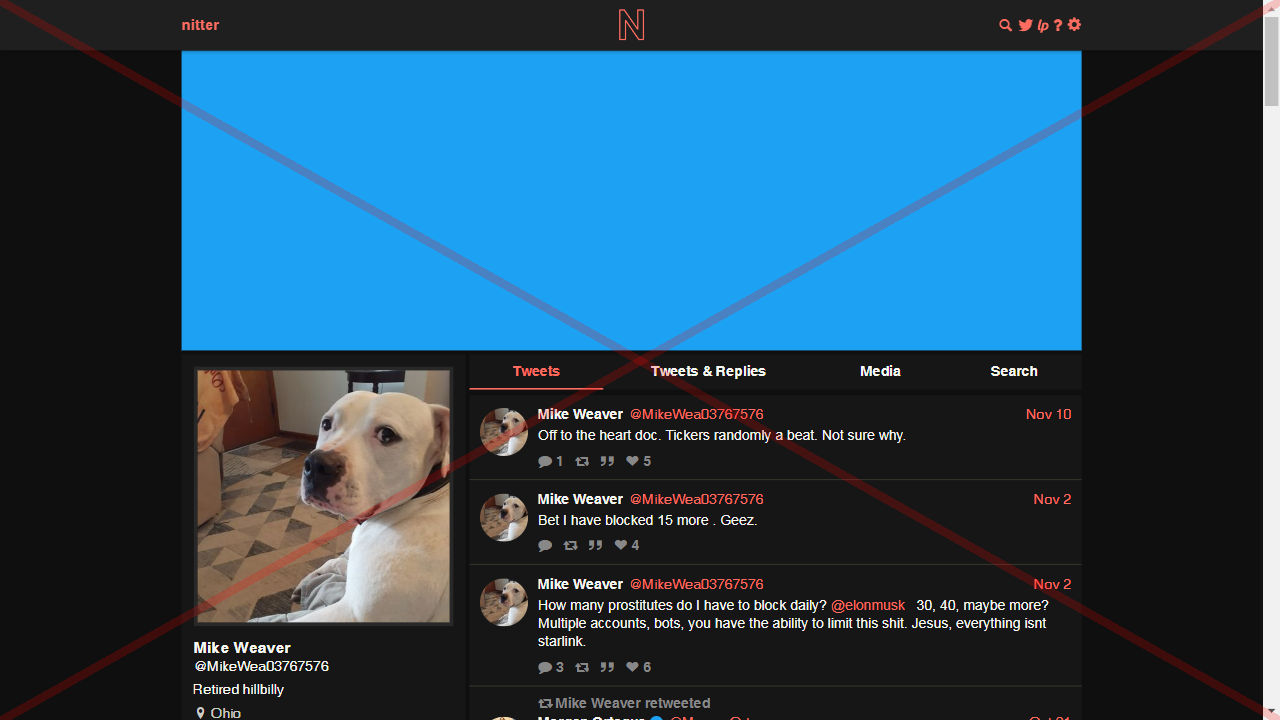 nitter
N
lp ?
Tweets
Tweets & Replies
Media
Search
Mike Weaver @MikeWea03767576
Nov 10
Off to the heart doc. Tickers randomly a beat. Not sure why.
1
5
Mike Weaver @MikeWea03767576
Nov 2
Bet I have blocked 15 more . Geez.
4
Mike Weaver @MikeWea03767576
Nov 2
How many prostitutes do I have to block daily? @elonmusk 30, 40, maybe more?
Multiple accounts, bots, you have the ability to limit this shit. Jesus, everything isnt
starlink.
3
6
Mike Weaver retweeted
Mike Weaver
@MikeWea03767576
Retired hillbilly
Ohio